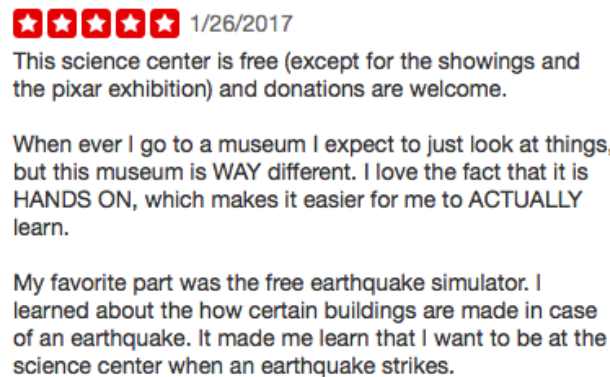 1/26/2017
This science center is free (except for the showings and
the pixar exhibition) and donations are welcome.
When ever I go to a museum I expect to just look at things,
but this museum is WAY different. I love the fact that it is
HANDS ON, which makes it easier for me to ACTUALLY
learn.
My favorite part was the free earthquake simulator. I
learned about the how certain buildings are made in case
of an earthquake. It made me learn that I want to be at the
science center when an earthquake strikes.